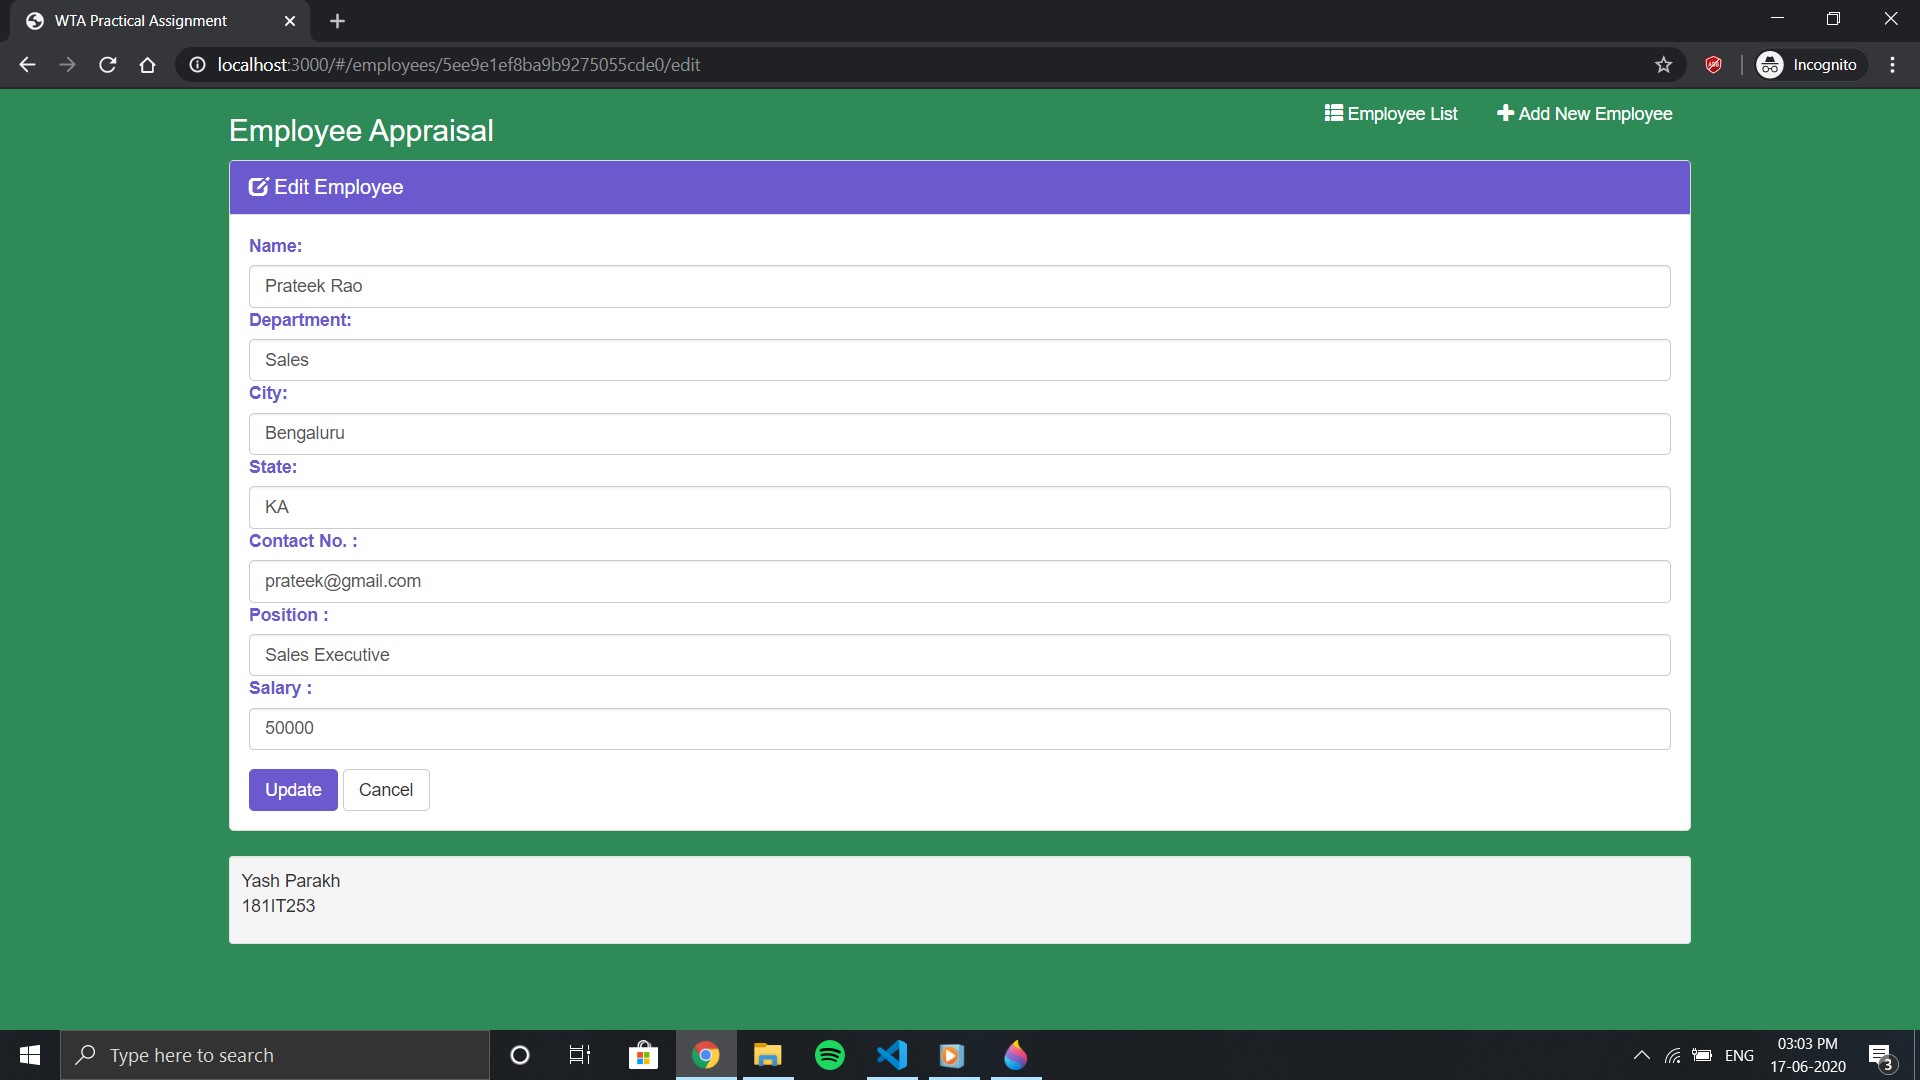 WTA Practical Assignment
localhost:3000/#/employees/5ee9e1ef8ba9b9275055cde0/edit
Incognito
Employee Appraisal
Employee List
Add New Employee
Edit Employee
Name:
Prateek Rao
Department:
Sales
City:
Bengaluru
State:
KA
Contact No. :
prateek@gmail.com
Position :
Sales Executive
Salary :
50000
Update
Cancel
Yash Parakh
181IT253
Type here to search
ENG
03:03 PM
17-06-2020
3